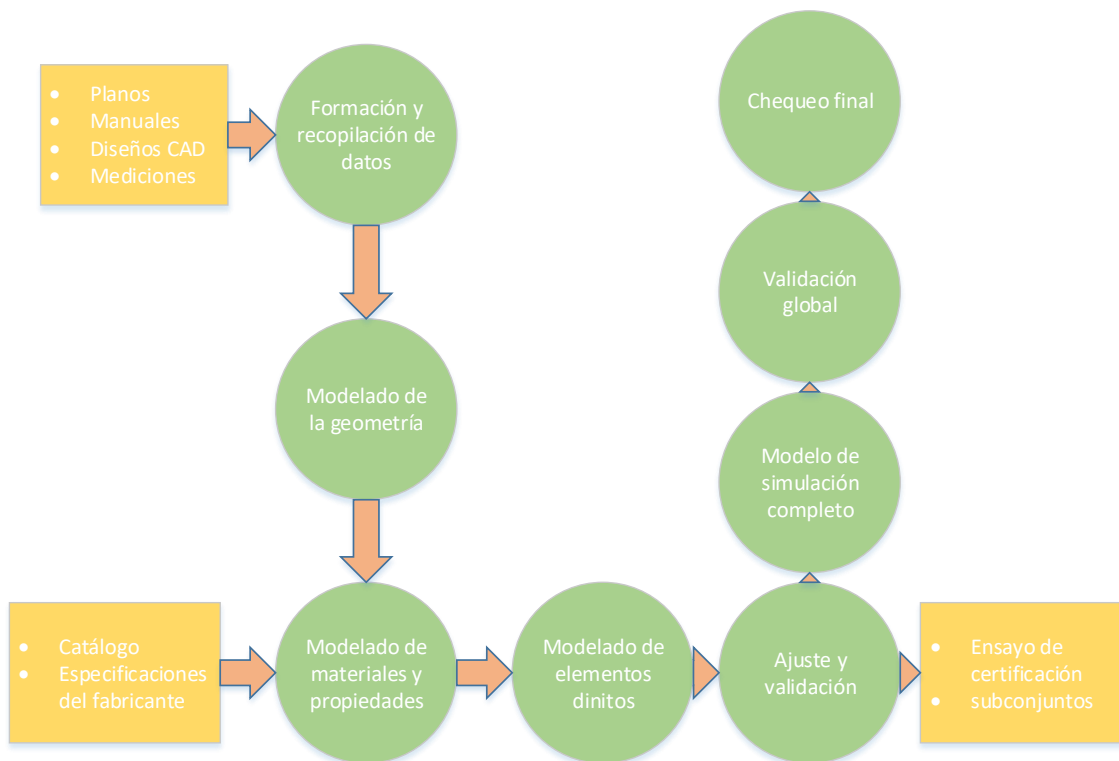 • Planos
• Manuales
• Diseños CAD
• Mediciones
Formación y
recopilación de
datos
Chequeo final
Validación
global
Modelado de
la geometría
Modelo de
simulación
completo
• Catálogo
• Especificaciones
del fabricante
Modelado de
materiales y
propiedades
Modelado de
elementos
dinitos
Ajuste y
validación
• Ensayo de
certificación
• subconjuntos